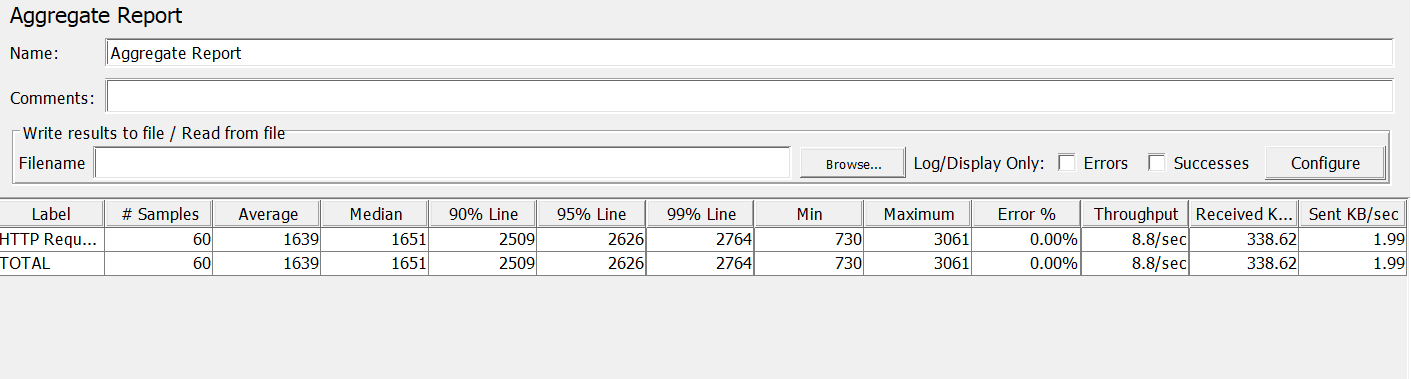 Aggregate Report
Name: Aggregate Report
Comments:
Write results to file / Read from file
Filename Browse... Log/Display Only: Errors Successes Configure
Label # Samples Average Median 90% Line 95% Line 99% Line Min Maximum Error % Throughput Received K... Sent KB/sec
HTTP Requ... 60 1639 1651 2509 2626 2764 730 3061 0.00% 8.8/sec 338.62 1.99
TOTAL 60 1639 1651 2509 2626 2764 730 3061 0.00% 8.8/sec 338.62 1.99